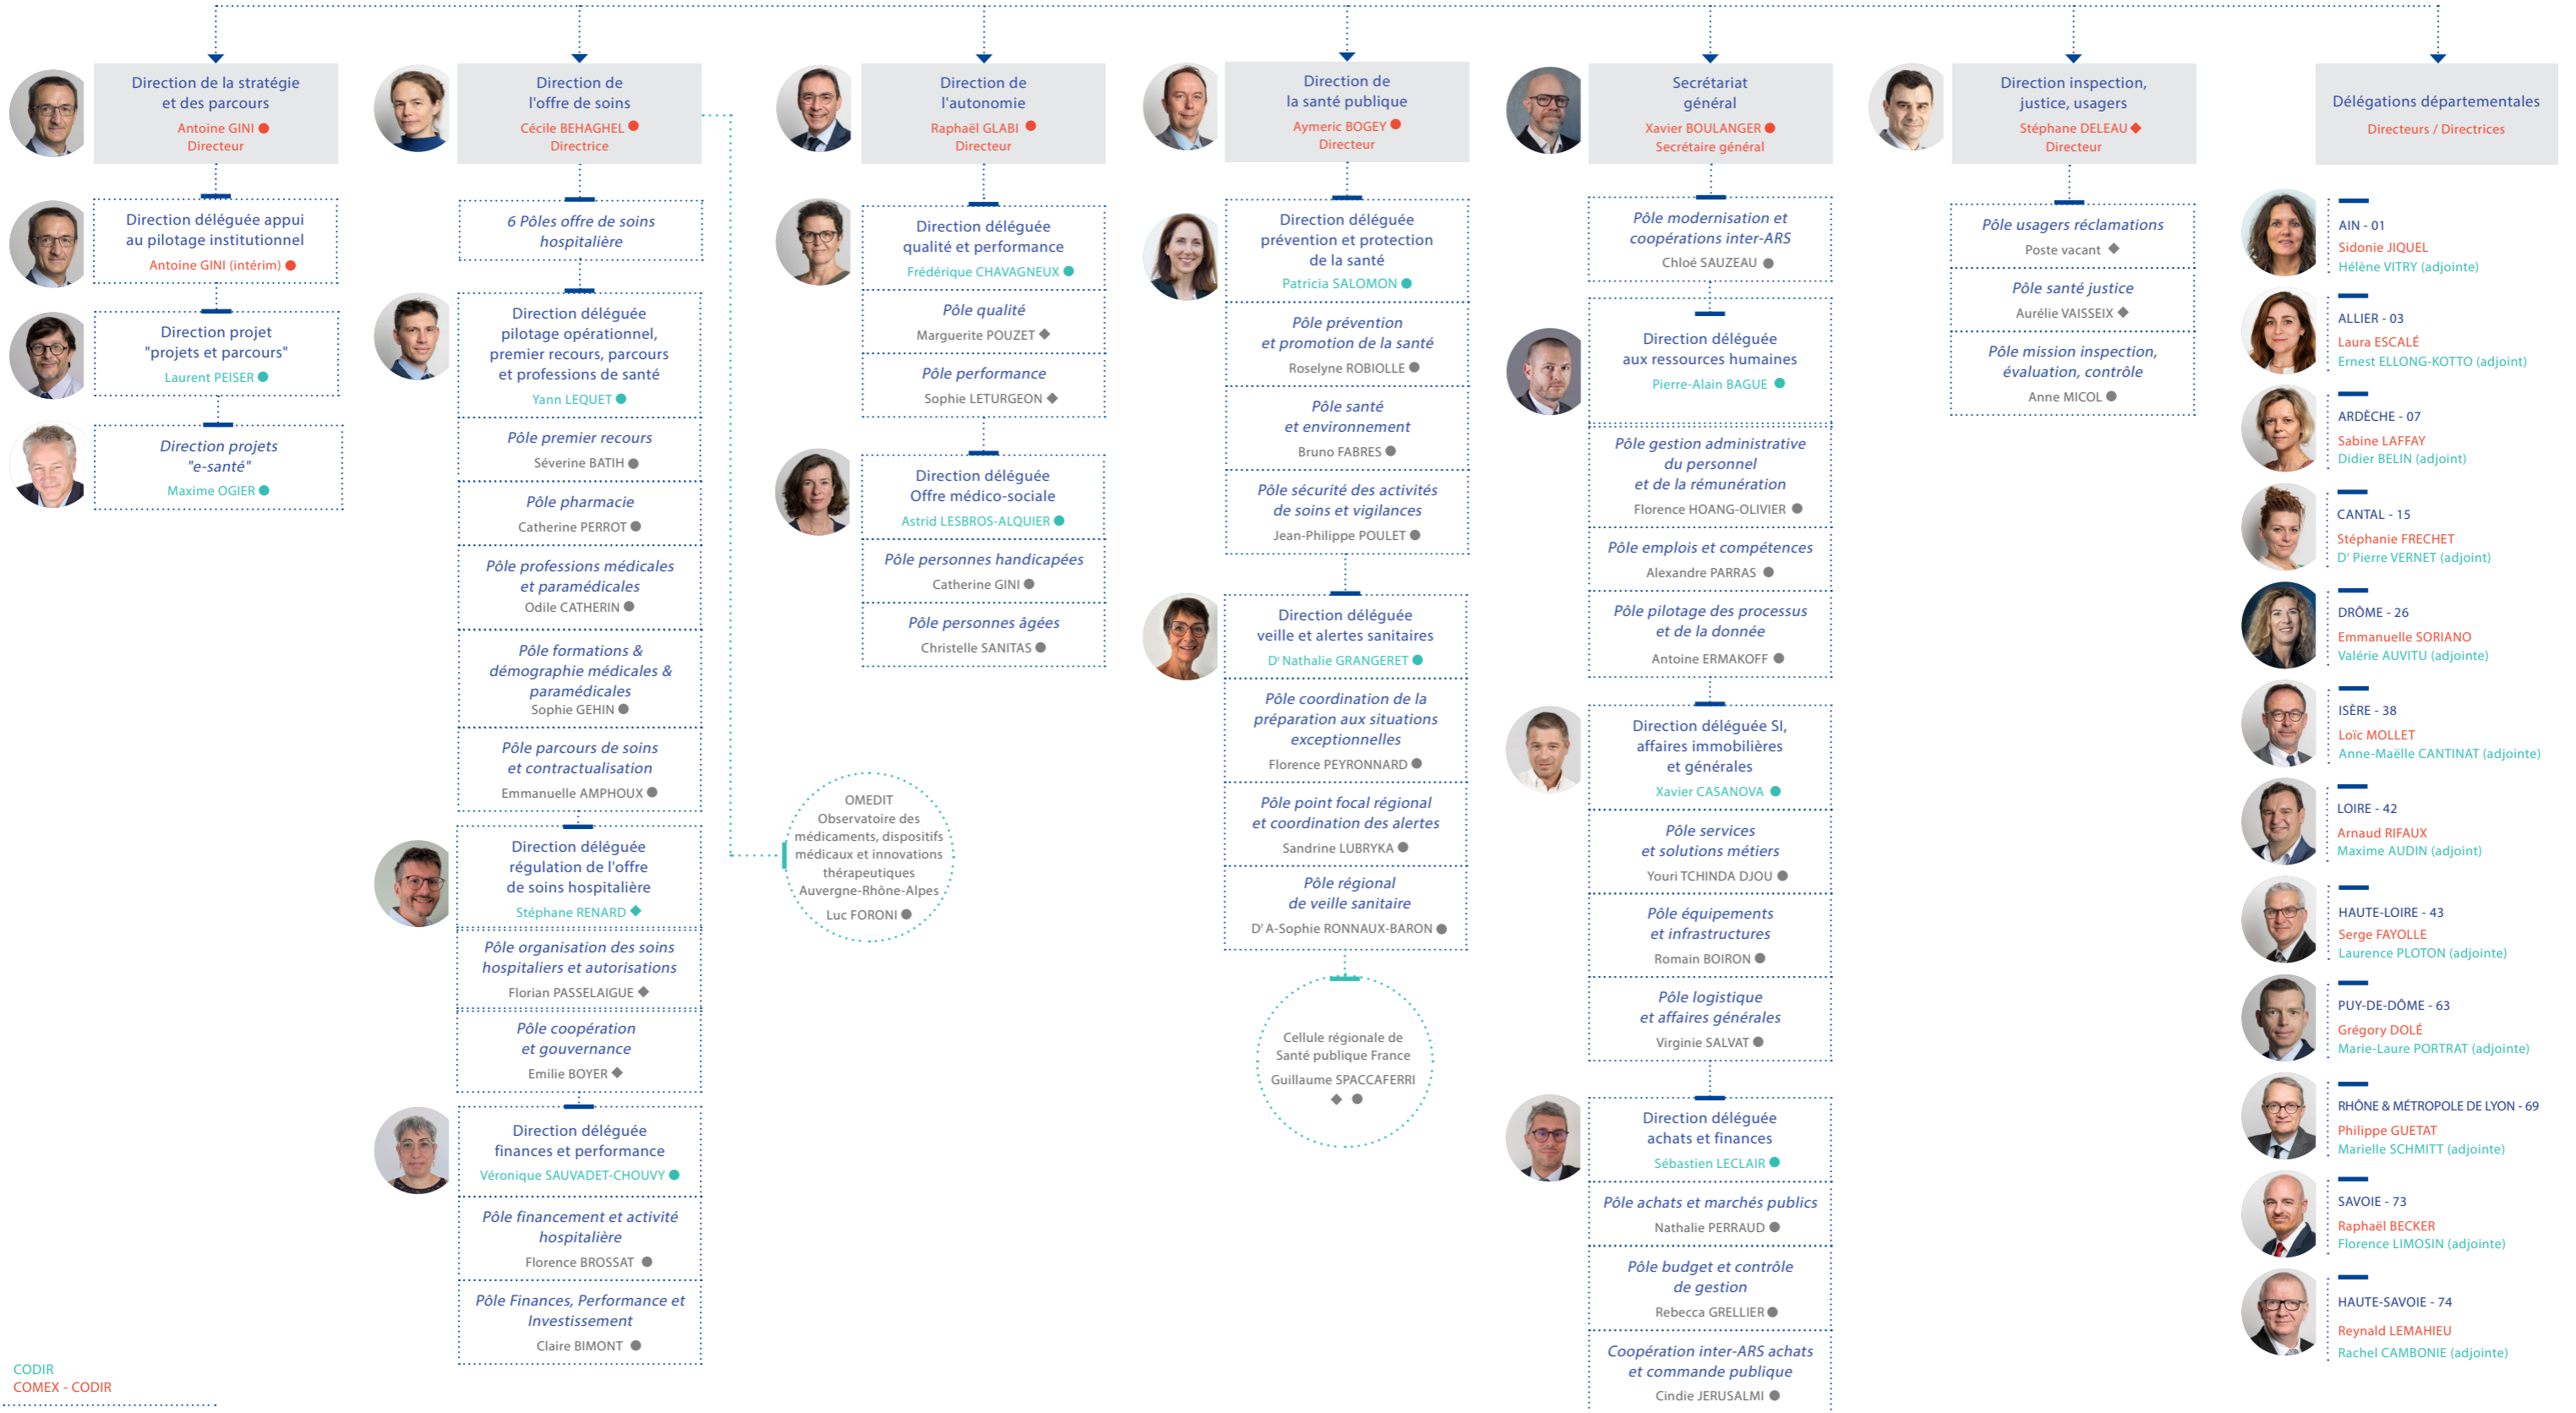 Direction de la stratégie
et des parcours
Antoine GINI
Directeur
Direction déléguée appui
au pilotage institutionnel
Antoine GINI (intérim)
Direction projet
"projets et parcours"
Laurent PEISER
Direction projets
"e-santé"
Maxime OGIER
Direction de
l'offre de soins
Cécile BEHAGHEL
Directrice
6 Pôles offre de soins
hospitalière
Direction déléguée
pilotage opérationnel,
premier recours, parcours
et professions de santé
Yann LEQUET
Pôle premier recours
Séverine BATIH
Pôle pharmacie
Catherine PERROT
Pôle professions médicales
et paramédicales
Odile CATHERIN
Pôle formations &
démographie médicales &
paramédicales
Sophie GEHIN
Pôle parcours de soins
et contractualisation
Emmanuelle AMPHOUX
Direction déléguée
régulation de l'offre
de soins hospitalière
Stéphane RENARD
Pôle organisation des soins
hospitaliers et autorisations
Florian PASSELAIGUE
Pôle coopération
et gouvernance
Emilie BOYER
Direction déléguée
finances et performance
Véronique SAUVADET-CHOUVY
Pôle financement et activité
hospitalière
Florence BROSSAT
Pôle Finances, Performance et
Investissement
Claire BIMONT
OMEDIT
Observatoire des
médicaments, dispositifs
médicaux et innovations
thérapeutiques
Auvergne-Rhône-Alpes
Luc FORONI
Direction de
l'autonomie
Raphaël GLABI
Directeur
Direction déléguée
qualité et performance
Frédérique CHAVAGNEUX
Pôle qualité
Marguerite POUZET
Pôle performance
Sophie LETURGEON
Direction déléguée
Offre médico-sociale
Astrid LESBROS-ALQUIER
Pôle personnes handicapées
Catherine GINI
Pôle personnes âgées
Christelle SANITAS
Direction de
la santé publique
Aymeric BOGEY
Directeur
Direction déléguée
prévention et protection
de la santé
Patricia SALOMON
Pôle prévention
et promotion de la santé
Roselyne ROBIOLLE
Pôle santé
et environnement
Bruno FABRES
Pôle sécurité des activités
de soins et vigilances
Jean-Philippe POULET
Direction déléguée
veille et alertes sanitaires
Dr Nathalie GRANGERET
Pôle coordination de la
préparation aux situations
exceptionnelles
Florence PEYRONNARD
Pôle point focal régional
et coordination des alertes
Sandrine LUBRYKA
Pôle régional
de veille sanitaire
Dr A-Sophie RONNAUX-BARON
Cellule régionale de
Santé publique France
Guillaume SPACCAFERRI
Secrétariat
général
Xavier BOULANGER
Secrétaire général
Pôle modernisation et
coopérations inter-ARS
Chloé SAUZEAU
Direction déléguée
aux ressources humaines
Pierre-Alain BAGUE
Pôle gestion administrative
du personnel
et de la rémunération
Florence HOANG-OLIVIER
Pôle emplois et compétences
Alexandre PARRAS
Pôle pilotage des processus
et de la donnée
Antoine ERMAKOFF
Direction déléguée SI,
affaires immobilières
et générales
Xavier CASANOVA
Pôle services
et solutions métiers
Youri TCHINDA DJOU
Pôle équipements
et infrastructures
Romain BOIRON
Pôle logistique
et affaires générales
Virginie SALVAT
Direction déléguée
achats et finances
Sébastien LECLAIR
Pôle achats et marchés publics
Nathalie PERRAUD
Pôle budget et contrôle
de gestion
Rebecca GRELLIER
Coopération inter-ARS achats
et commande publique
Cindie JERUSALMI
Direction inspection,
justice, usagers
Stéphane DELEAU
Directeur
Pôle usagers réclamations
Poste vacant
Pôle santé justice
Aurélie VAISSEIX
Pôle mission inspection,
évaluation, contrôle
Anne MICOL
Délégations départementales
Directeurs / Directrices
AIN - 01
Sidonie JIQUEL
Hélène VITRY (adjointe)
ALLIER - 03
Laura ESCALÉ
Ernest ELLONG-KOTTO (adjoint)
ARDÈCHE - 07
Sabine LAFFAY
Didier BELIN (adjoint)
CANTAL - 15
Stéphanie FRECHET
Dr Pierre VERNET (adjoint)
DRÔME - 26
Emmanuelle SORIANO
Valérie AUVITU (adjointe)
ISÈRE - 38
Loïc MOLLET
Anne-Maëlle CANTINAT (adjointe)
LOIRE - 42
Arnaud RIFAUX
Maxime AUDIN (adjoint)
HAUTE-LOIRE - 43
Serge FAYOLLE
Laurence PLOTON (adjointe)
PUY-DE-DÔME - 63
Grégory DOLÉ
Marie-Laure PORTRAT (adjointe)
RHÔNE & MÉTROPOLE DE LYON - 69
Philippe GUETAT
Marielle SCHMITT (adjointe)
SAVOIE - 73
Raphaël BECKER
Florence LIMOSIN (adjointe)
HAUTE-SAVOIE - 74
Reynald LEMAHIEU
Rachel CAMBONIE (adjointe)
CODIR
COMEX - CODIR